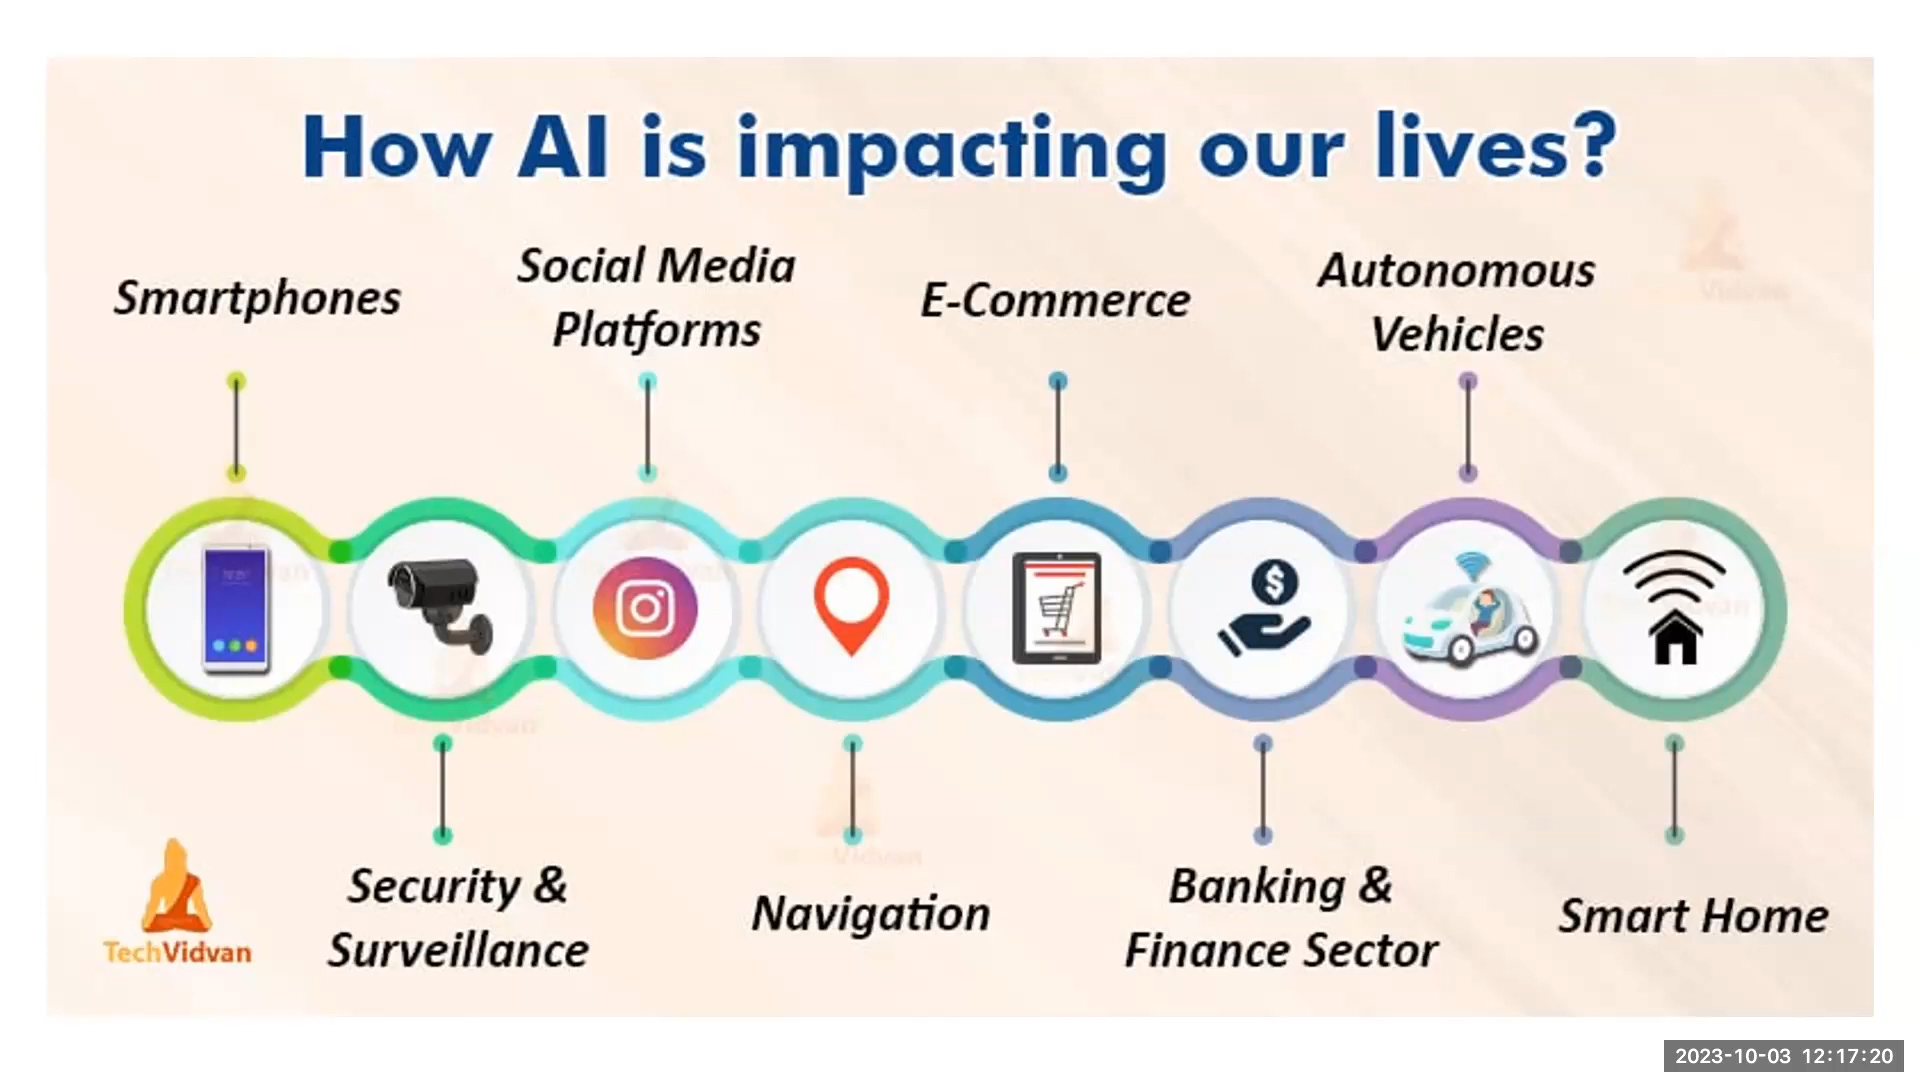 How AI is impacting our lives?
Smartphones
Social Media
Platforms
E-Commerce
Autonomous
Vehicles
$
Security &
Surveillance
Navigation
Banking &
Finance Sector
Smart Home
TechVidvan
Vidvan
2023-10-03 12:17:20